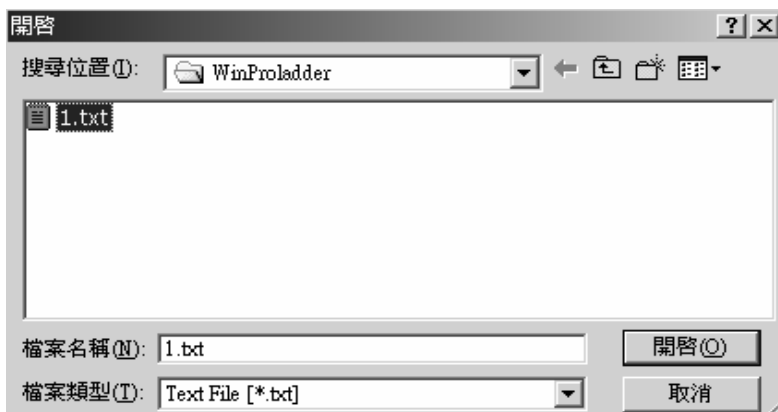 開啓
搜尋位置(I): WinProladder
1.txt
檔案名稱(N): 1.txt 開啓(O)
檔案類型(T): Text File [*.txt] 取消